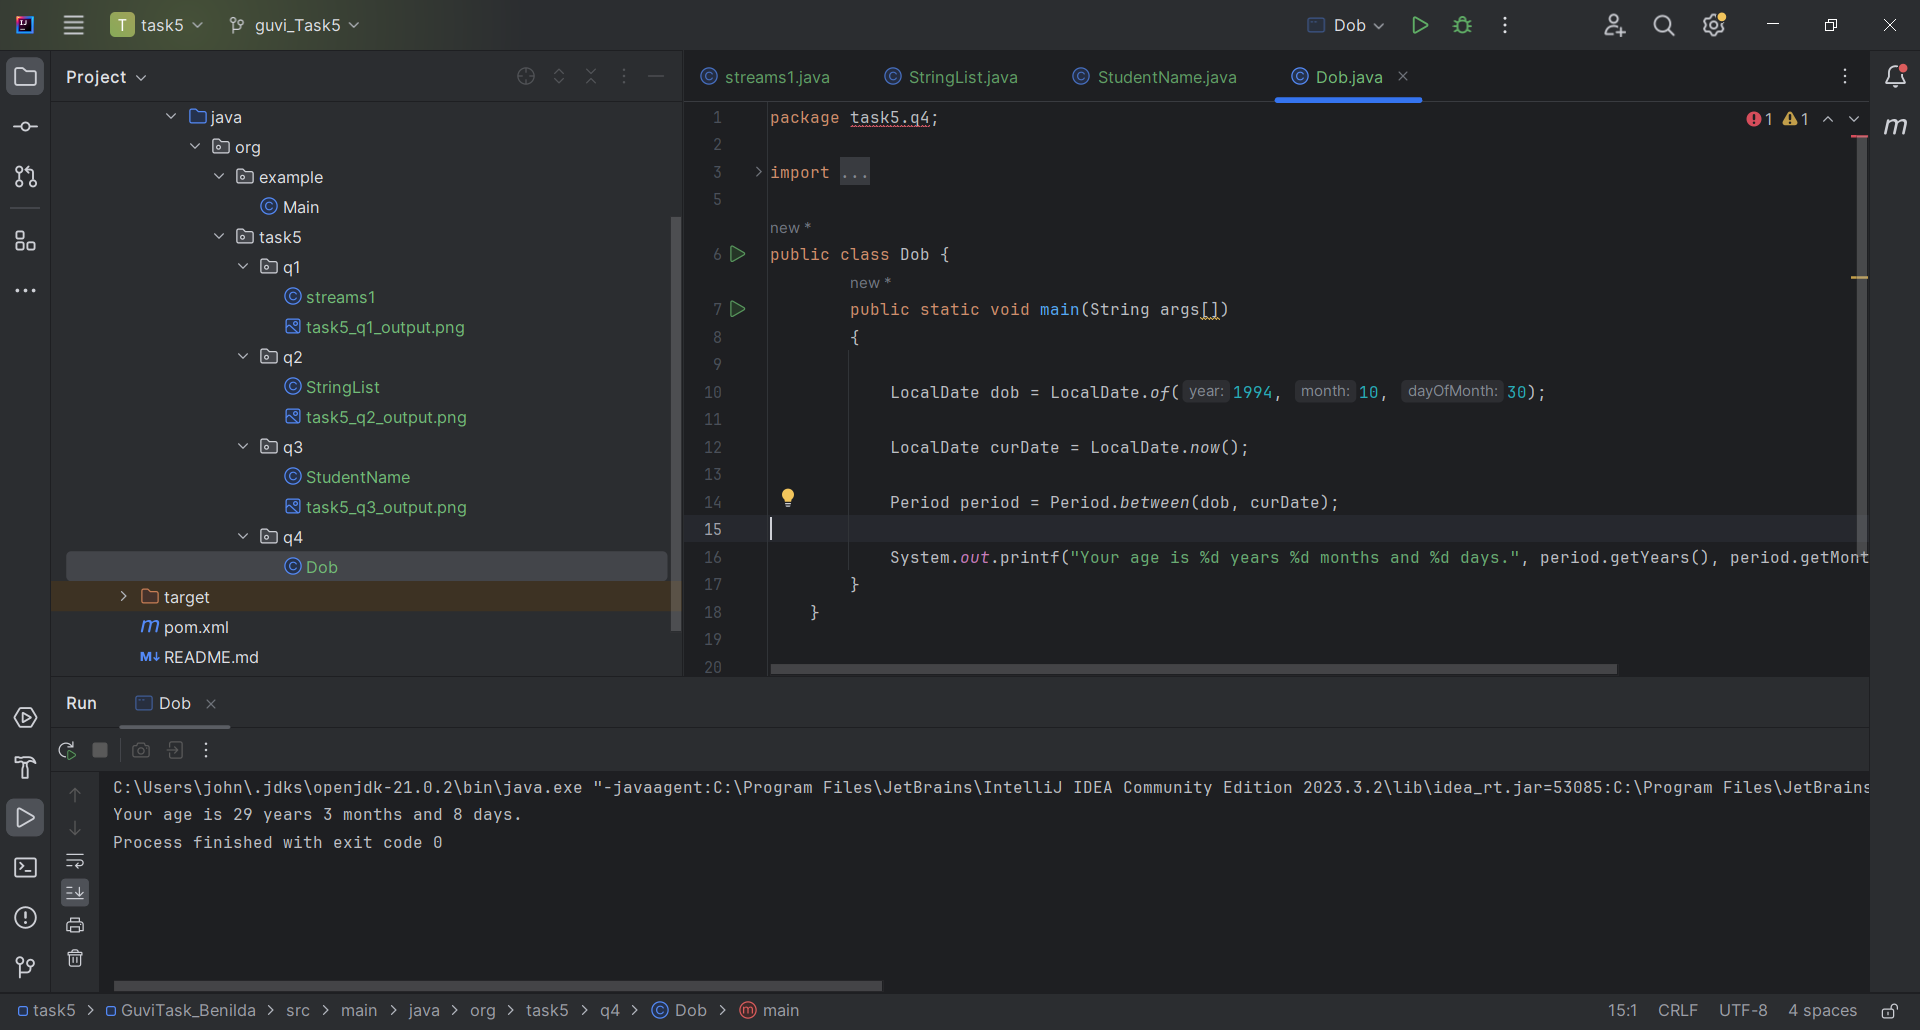 T task5 guvi_Task5 Dob
Project
java
org
example
Main
task5
q1
streams1
task5_q1_output.png
q2
StringList
task5_q2_output.png
q3
StudentName
task5_q3_output.png
q4
Dob
target
m pom.xml
M↓ README.md
streams1.java StringList.java StudentName.java Dob.java
1 1
m
1 package task5.q4;
2
3 import ...
5
new *
6 public class Dob {
new *
7 public static void main(String args[])
8 {
9
10 LocalDate dob = LocalDate.of( year: 1994, month: 10, dayOfMonth: 30);
11
12 LocalDate curDate = LocalDate.now();
13
14 Period period = Period.between(dob, curDate);
15
16 System.out.printf("Your age is %d years %d months and %d days.", period.getYears(), period.getMont
17 }
18 }
19
20
Run Dob
C:\Users\john\.jdks\openjdk-21.0.2\bin\java.exe "-javaagent:C:\Program Files\JetBrains\IntelliJ IDEA Community Edition 2023.3.2\lib\idea_rt.jar=53085:C:\Program Files\JetBrains
Your age is 29 years 3 months and 8 days.
Process finished with exit code 0
task5 > GuviTask_Benilda > src > main > java > org > task5 > q4 > Dob > main
15:1 CRLF UTF-8 4 spaces